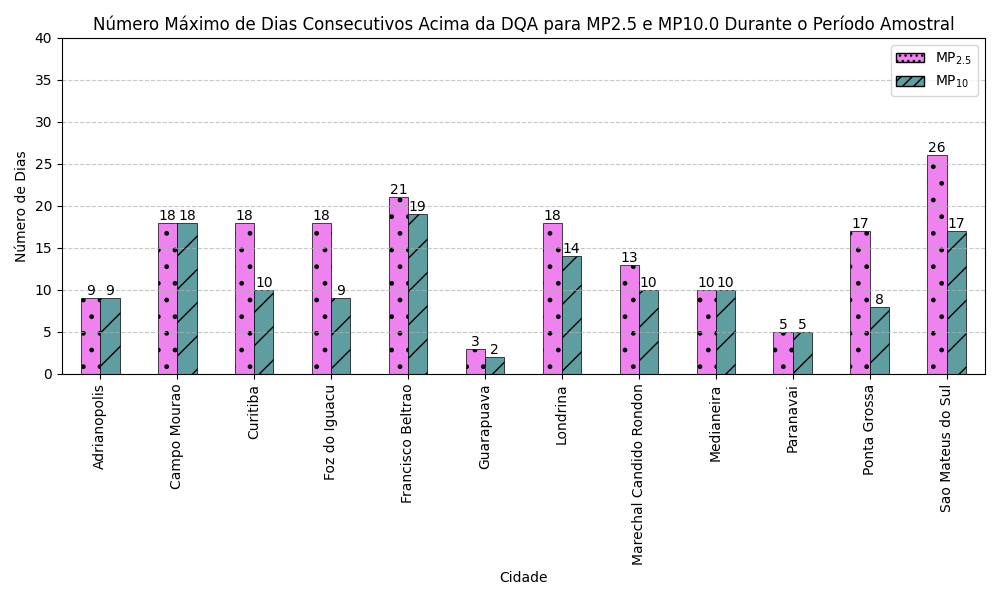 Número Máximo de Dias Consecutivos Acima da DQA para MP2.5 e MP10.0 Durante o Período Amostral
40
35
30
25
20
15
10
5
0
Número de Dias
MP2.5
MP10
9 9
18 18
18 10
18 9
21 19
3 2
18 14
13 10
10 10
5 5
17 8
26 17
Adrianopolis
Campo Mourao
Curitiba
Foz do Iguacu
Francisco Beltrao
Guarapuava
Londrina
Marechal Candido Rondon
Medianeira
Paranavai
Ponta Grossa
Sao Mateus do Sul
Cidade